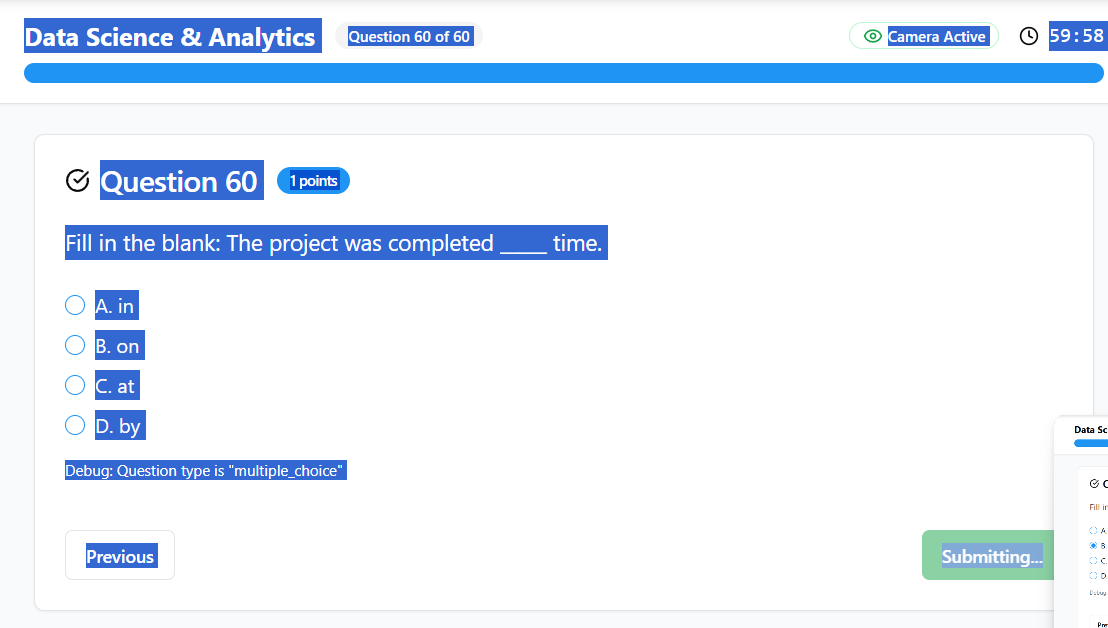 Data Science & Analytics
Question 60 of 60
Camera Active
59:58
Question 60
1 points
Fill in the blank: The project was completed _____ time.
A. in
B. on
C. at
D. by
Debug: Question type is "multiple_choice"
Previous
Submitting...
Data Sc
Fill in
A.
B.
C.
D.
Debug: